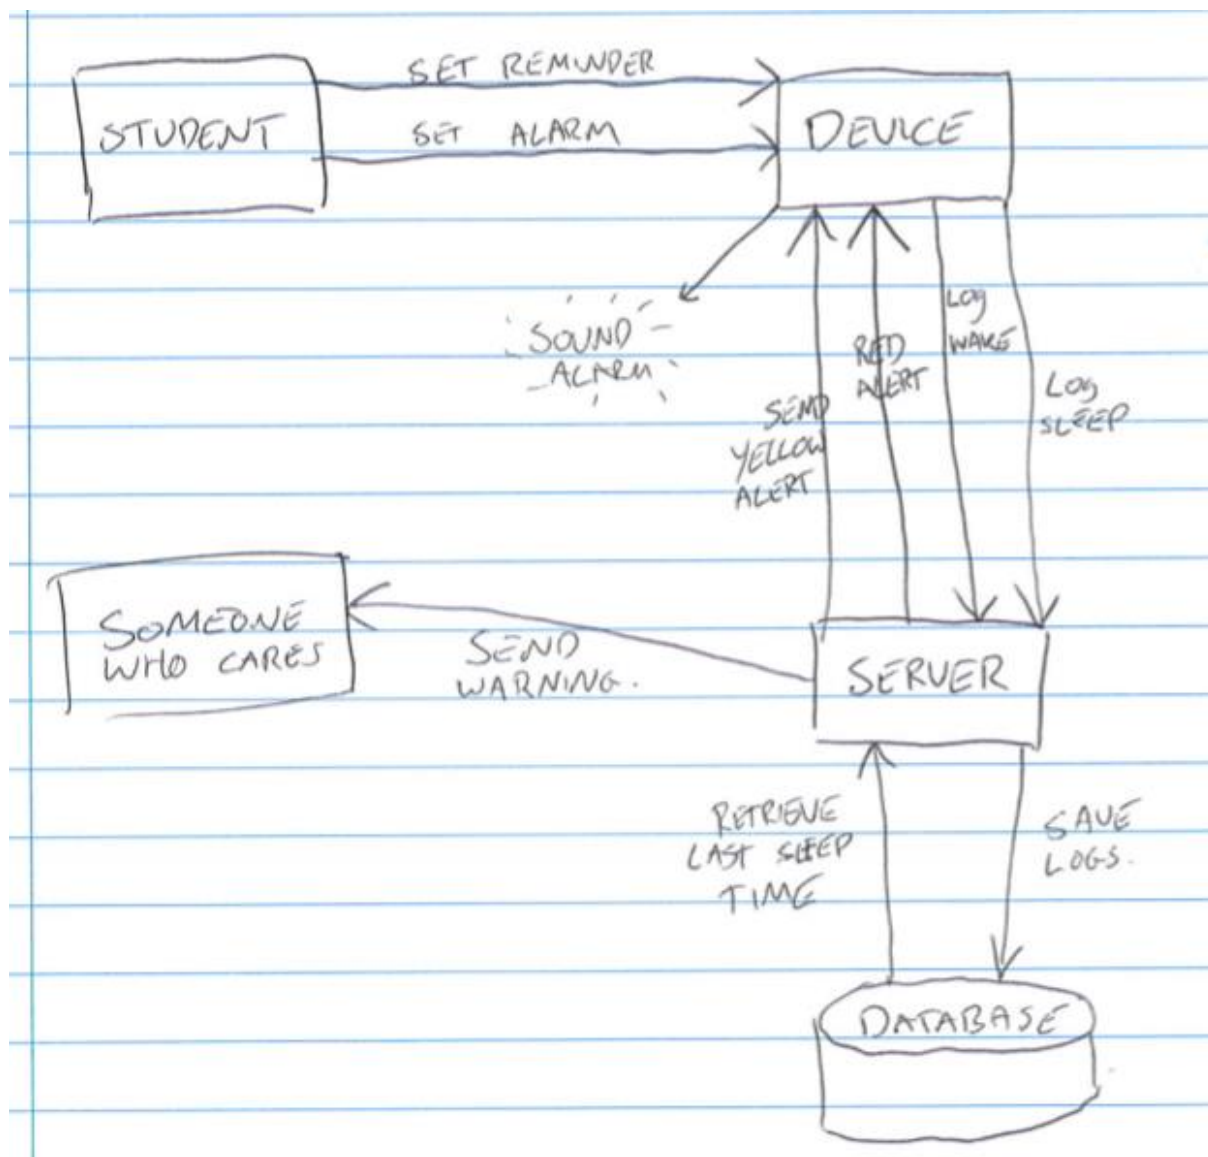 SET REMINDER
STUDENT
SET ALARM
DEVICE
SOUND
ALARM
LOG
WAKE
RED
ALERT
LOG
SLEEP
SEND
YELLOW
ALERT
SOMEONE
WHO CARES
SEND
WARNING.
SERVER
RETRIEVE
LAST SLEEP
TIME
SAVE
LOGS.
DATABASE